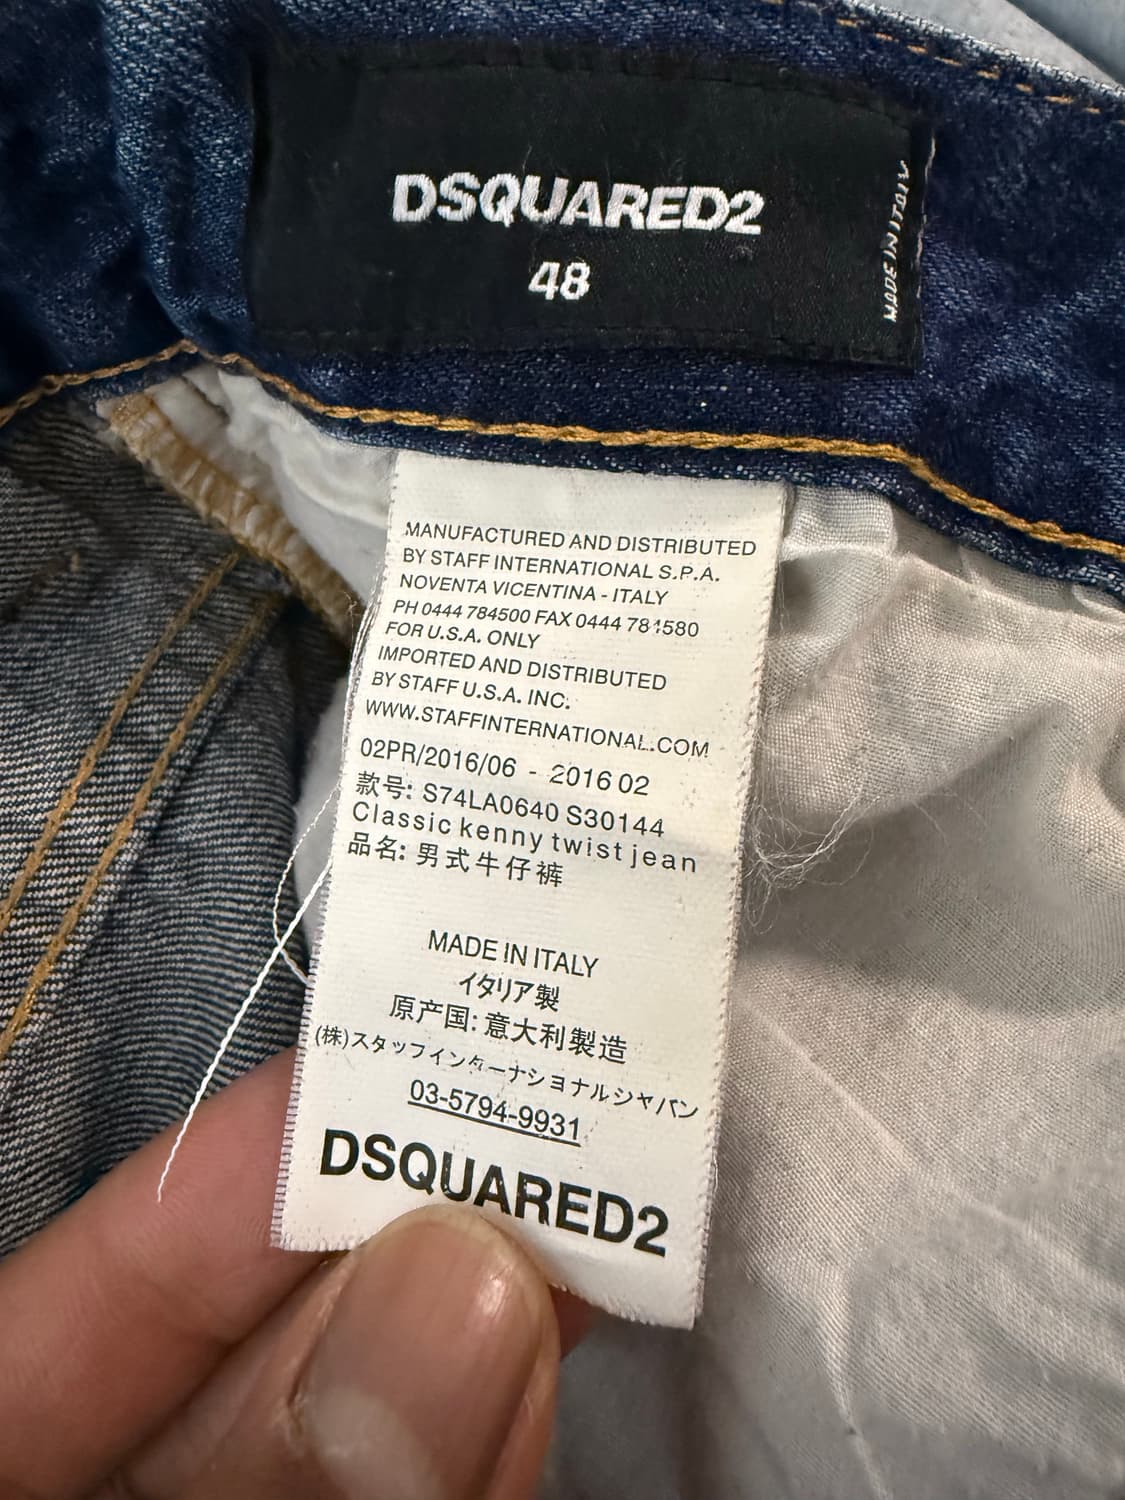 DSQUARED2
48
MADE IN ITALY
MANUFACTURED AND DISTRIBUTED
BY STAFF INTERNATIONAL S.P.A.
NOVENTA VICENTINA - ITALY
PH 0444 784500 FAX 0444 784580
FOR U.S.A. ONLY
IMPORTED AND DISTRIBUTED
BY STAFF U.S.A. INC.
WWW.STAFFINTERNATIONAL.COM
02PR/2016/06 - 2016 02
款号: S74LA0640 S30144
Classic kenny twist jean
品名: 男式牛仔裤
MADE IN ITALY
イタリア製
原产国: 意大利製造
(株)スタッフインターナショナルジャパン
03-5794-9931
DSQUARED2